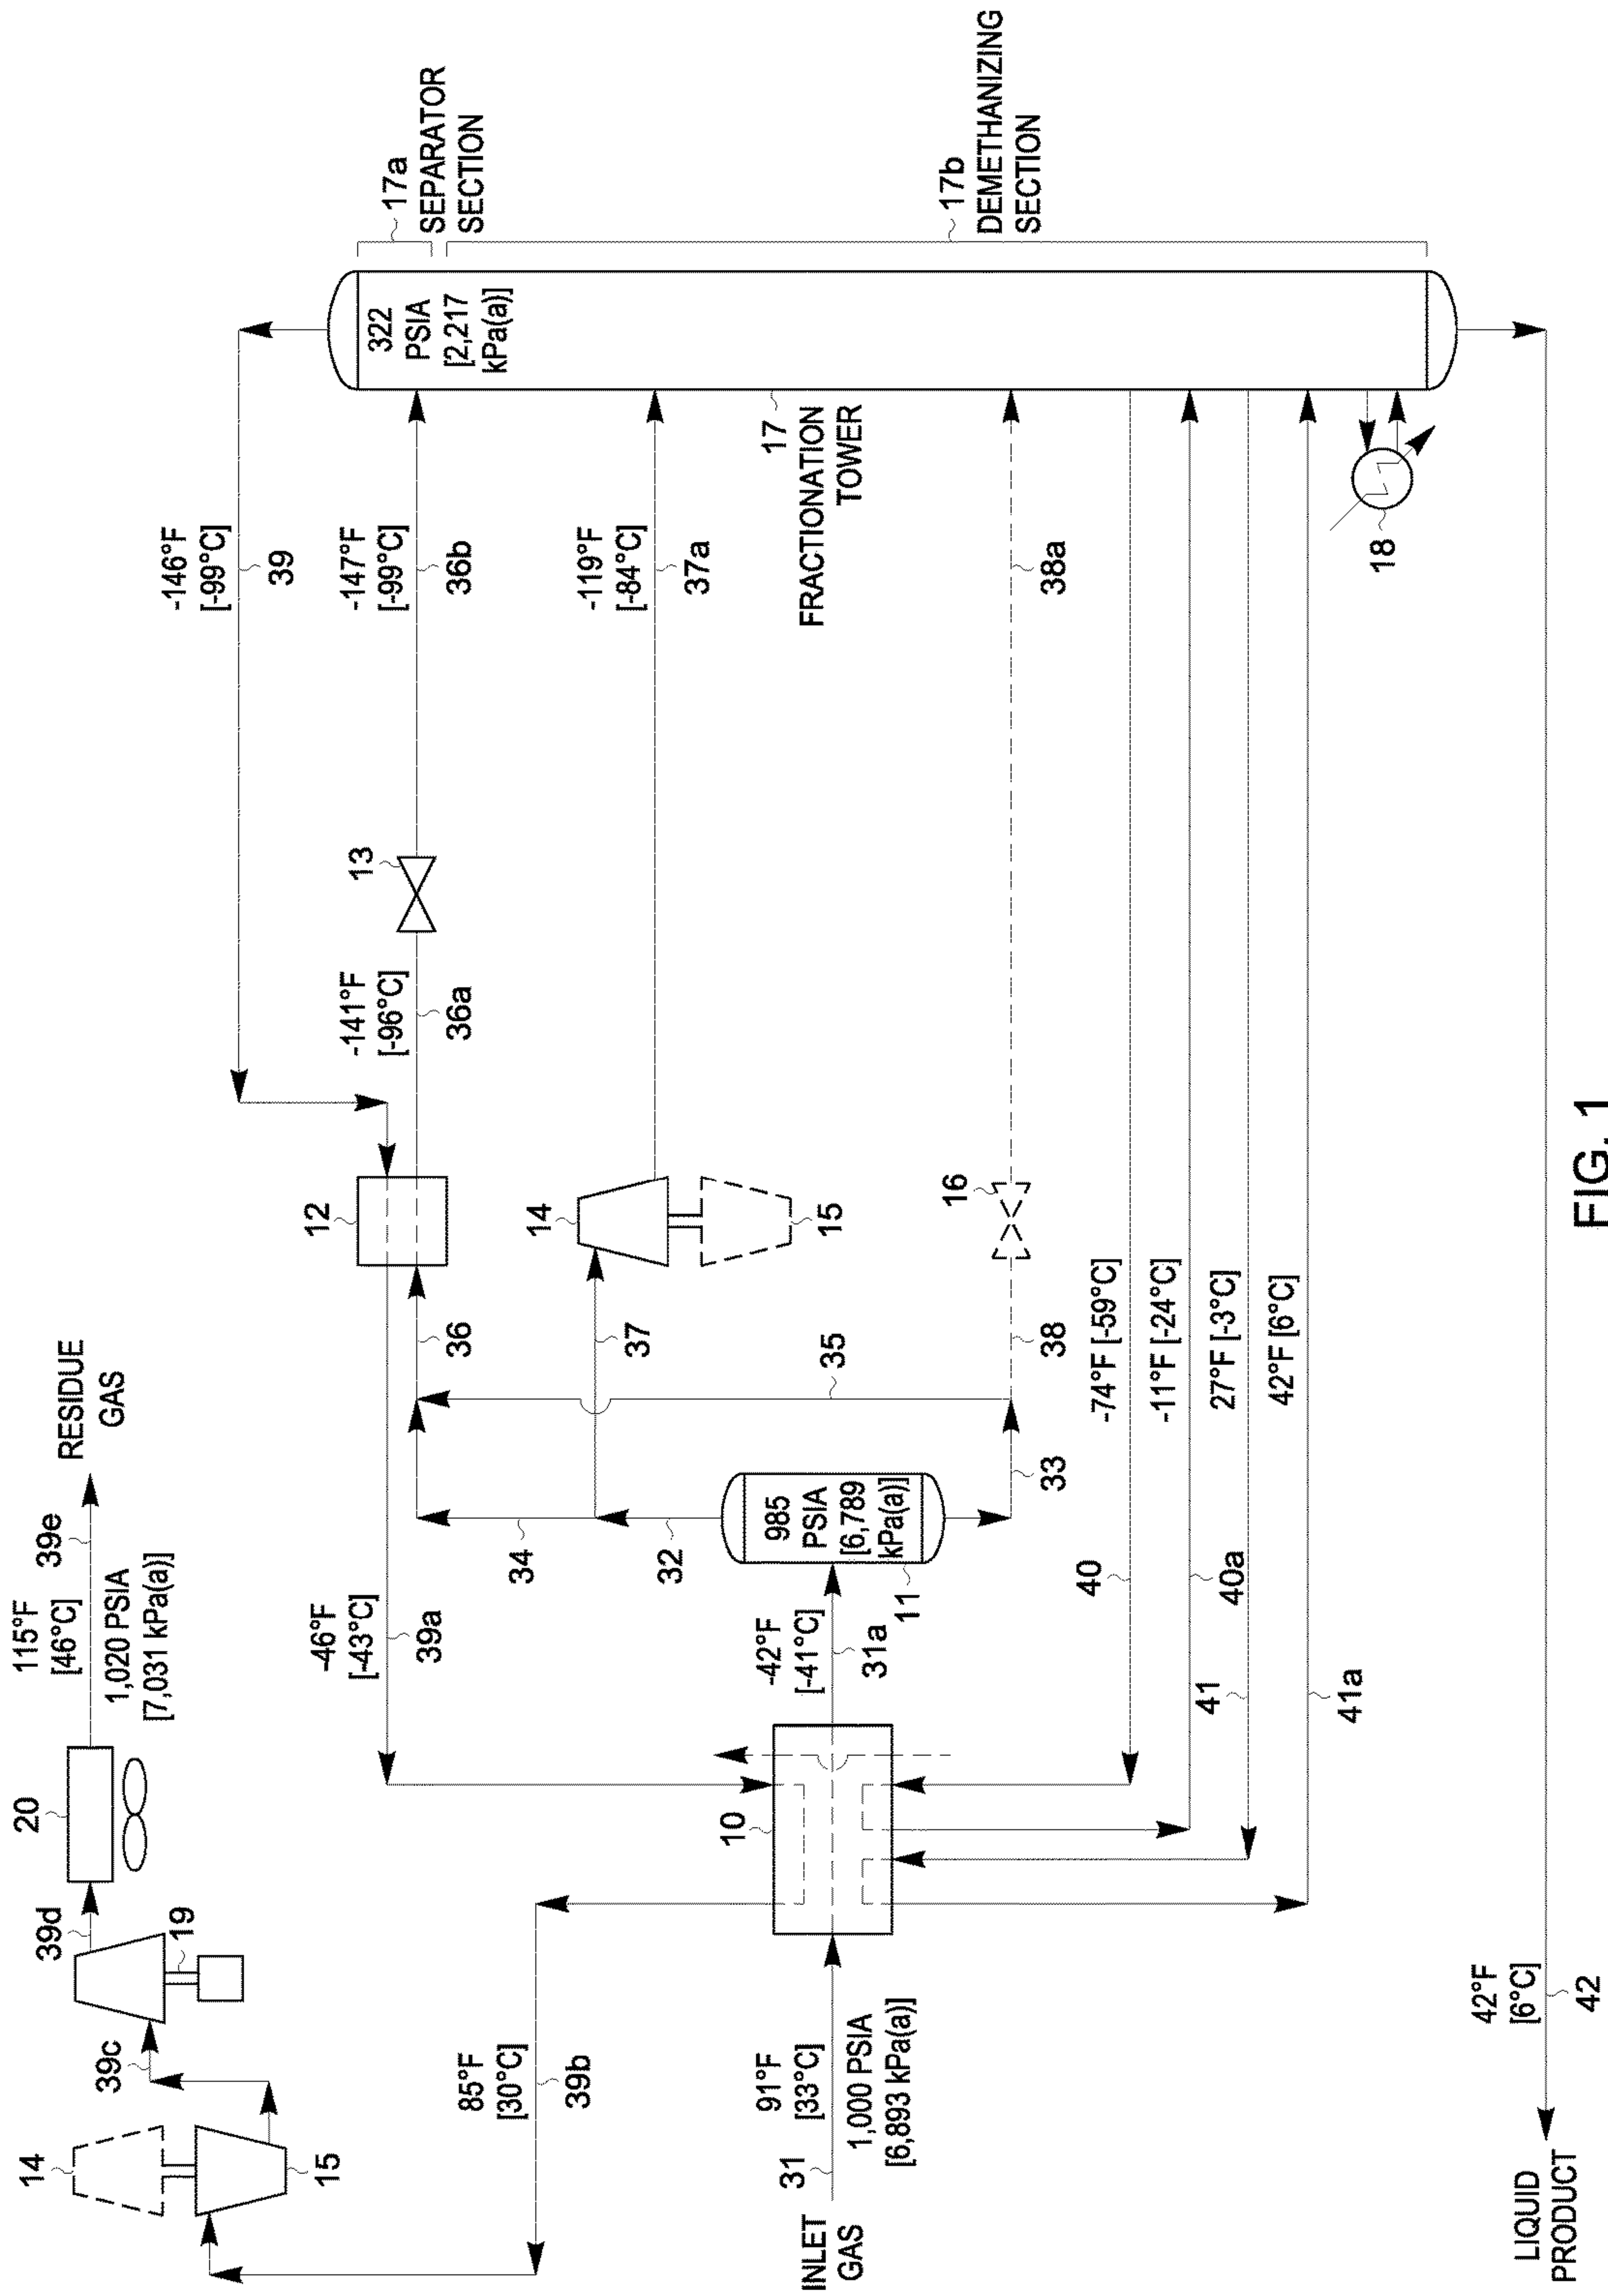 RESIDUE
GAS
39e
115°F
[46°C]
1,020 PSIA
[7,031 kPa(a)]
20
39d
19
39c
14
15
-146°F
[-99°C]
39
-147°F
[-99°C]
36b
13
-141°F
[-96°C]
36a
12
36
34
-46°F
[-43°C]
39a
85°F
[30°C]
39b
17a
SEPARATOR
SECTION
322
PSIA
[2,217
kPa(a)]
-119°F
[-84°C]
37a
14
15
37
32
35
17
FRACTIONATION
TOWER
985
PSIA
[6,789
kPa(a)]
11
-42°F
[-41°C]
31a
10
91°F
[33°C]
1,000 PSIA
[6,893 kPa(a)]
31
INLET
GAS
17b
DEMETHANIZING
SECTION
38a
16
38
33
-74°F [-59°C]
40
-11°F [-24°C]
40a
27°F [-3°C]
41
42°F [6°C]
41a
18
42°F
[6°C]
42
LIQUID
PRODUCT
FIG. 1